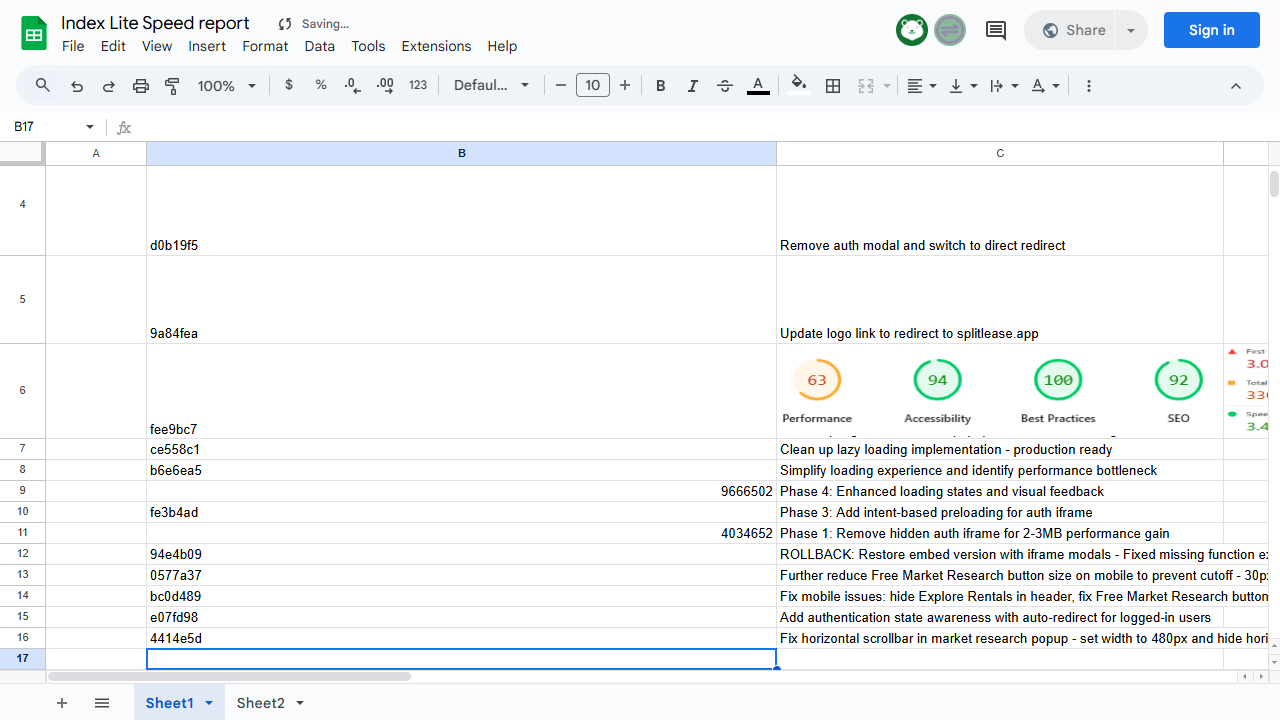 Index Lite Speed report
Saving...
File Edit View Insert Format Data Tools Extensions Help
Share
Sign in
100% $ % .0 .00 123 Defaul... 10 B I A A
B17 fx
A B C
4 d0b19f5 Remove auth modal and switch to direct redirect
5 9a84fea Update logo link to redirect to splitlease.app
6 fee9bc7
63 94 100 92
Performance Accessibility Best Practices SEO
First
3.0
Total
330
Spee
3.4
7 ce558c1 Clean up lazy loading implementation - production ready
8 b6e6ea5 Simplify loading experience and identify performance bottleneck
9 9666502 Phase 4: Enhanced loading states and visual feedback
10 fe3b4ad Phase 3: Add intent-based preloading for auth iframe
11 4034652 Phase 1: Remove hidden auth iframe for 2-3MB performance gain
12 94e4b09 ROLLBACK: Restore embed version with iframe modals - Fixed missing function ex
13 0577a37 Further reduce Free Market Research button size on mobile to prevent cutoff - 30px
14 bc0d489 Fix mobile issues: hide Explore Rentals in header, fix Free Market Research button
15 e07fd98 Add authentication state awareness with auto-redirect for logged-in users
16 4414e5d Fix horizontal scrollbar in market research popup - set width to 480px and hide hori
17
Sheet1 Sheet2